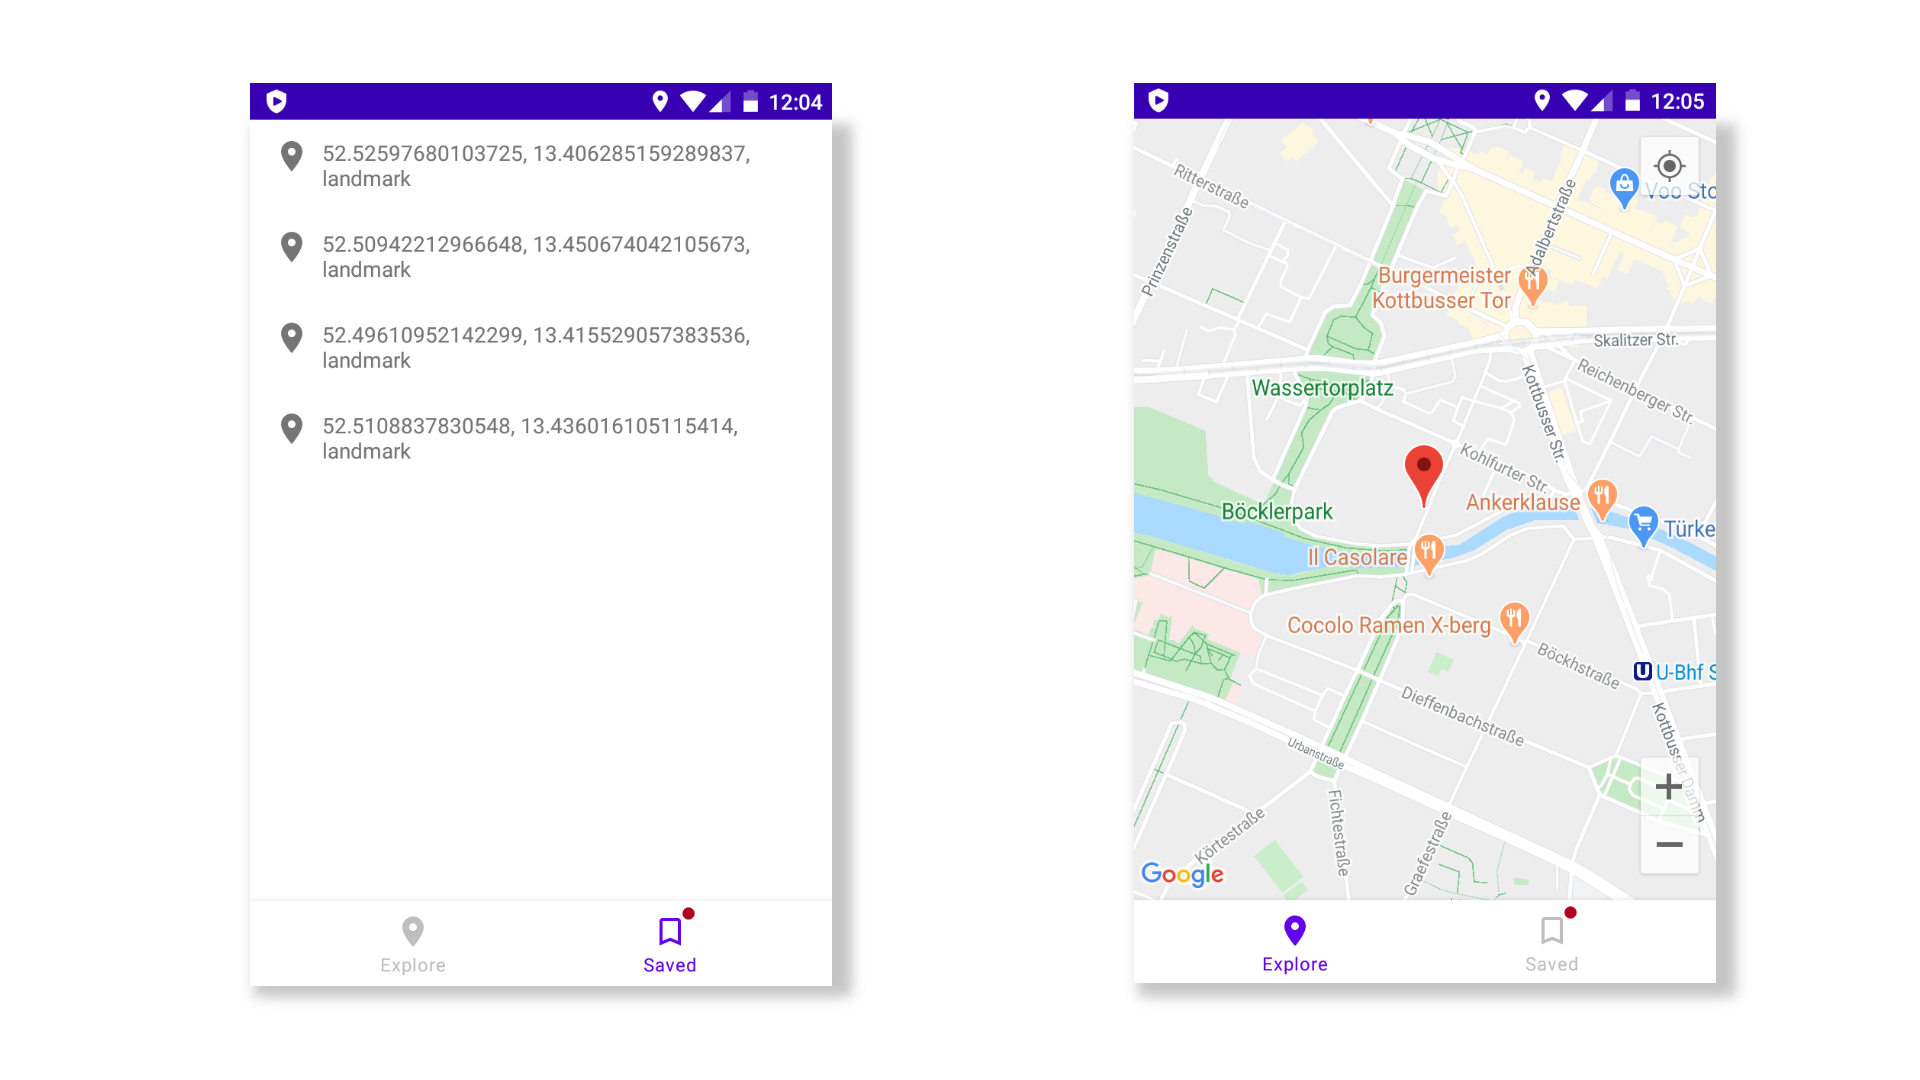 12:04
52.52597680103725, 13.406285159289837,
landmark
52.50942212966648, 13.450674042105673,
landmark
52.49610952142299, 13.415529057383536,
landmark
52.5108837830548, 13.436016105115414,
landmark
Explore
Saved
12:05
Ritterstraße
Prinzenstraße
Adalbertstraße
Voo Sto
Burgermeister
Kottbusser Tor
Skalitzer Str.
Reichenberger Str.
Wassertorplatz
Kottbusser Str.
Kohlfurter Str.
Ankerklause
Böcklerpark
Türke
Il Casolare
Cocolo Ramen X-berg
Böckhstraße
U U-Bhf S
Dieffenbachstraße
Kottbusser Damm
Urbanstraße
Fichtestraße
Körtestraße
Graefestraße
Google
Explore
Saved